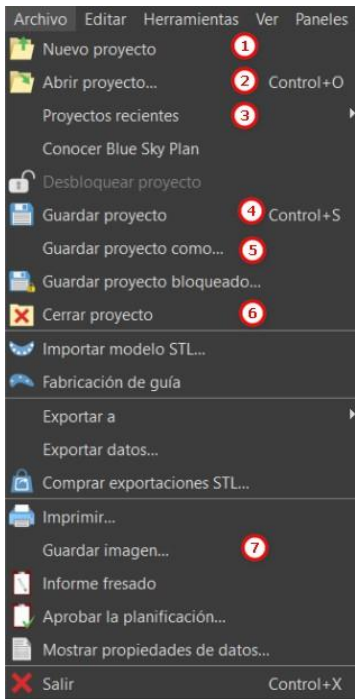 Archivo Editar Herramientas Ver Paneles
Nuevo proyecto 1
Abrir proyecto... 2 Control+O
Proyectos recientes 3
Conocer Blue Sky Plan
Desbloquear proyecto
Guardar proyecto 4 Control+S
Guardar proyecto como... 5
Guardar proyecto bloqueado...
Cerrar proyecto 6
Importar modelo STL...
Fabricación de guía
Exportar a
Exportar datos...
Comprar exportaciones STL...
Imprimir...
Guardar imagen... 7
Informe fresado
Aprobar la planificación...
Mostrar propiedades de datos...
Salir Control+X